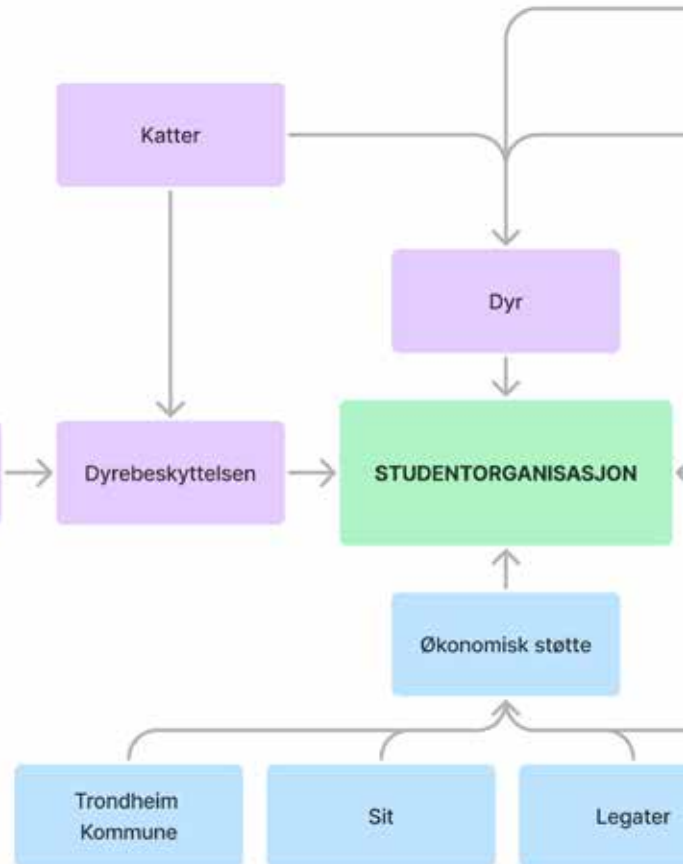 Katter
Dyr
Dyrebeskyttelsen
STUDENTORGANISASJON
Økonomisk støtte
Trondheim
Kommune
Sit
Legater